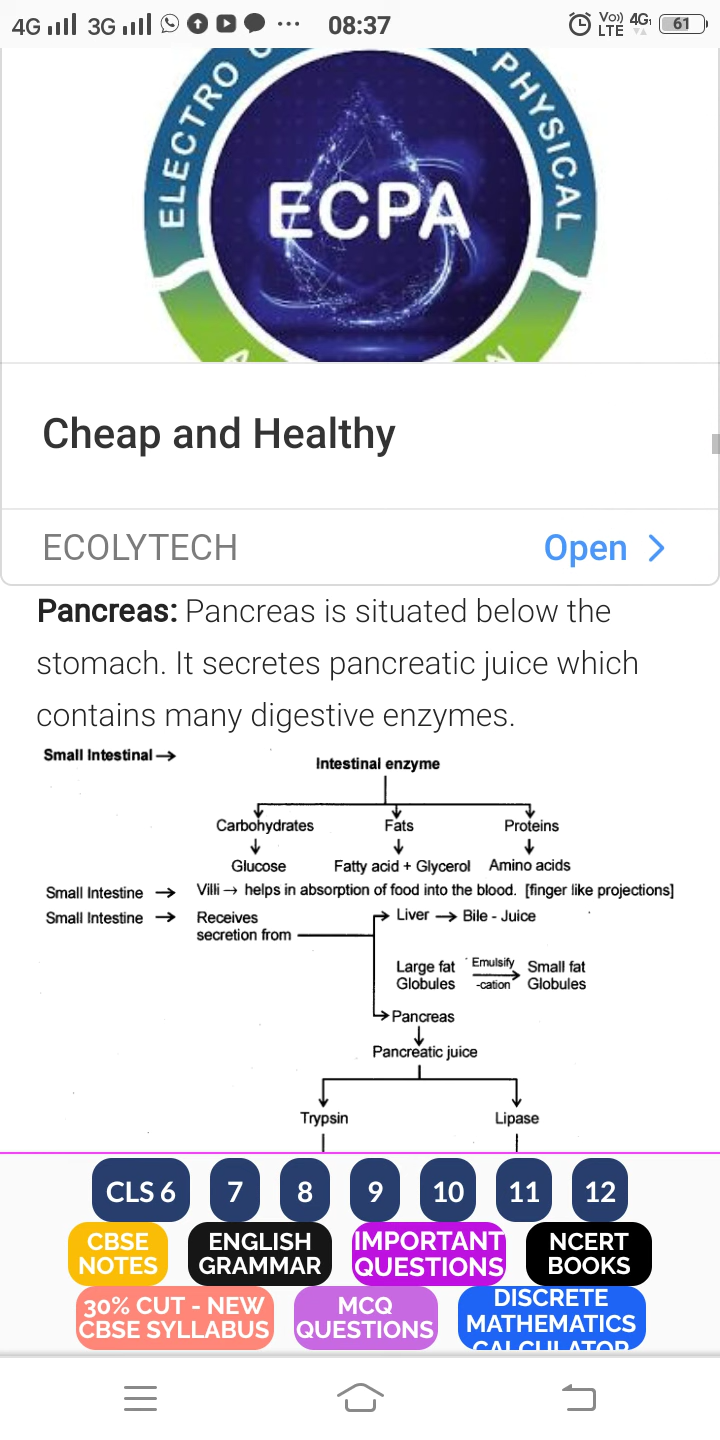 4G 3G 08:37 Vo)) LTE 4G 61
ELECTRO PHYSICAL
ECPA
Cheap and Healthy
ECOLYTECH Open
Pancreas: Pancreas is situated below the
stomach. It secretes pancreatic juice which
contains many digestive enzymes.
Small Intestinal →
Intestinal enzyme
Carbohydrates Fats Proteins
Glucose Fatty acid + Glycerol Amino acids
Small Intestine → Villi → helps in absorption of food into the blood. [finger like projections]
Small Intestine → Receives secretion from
Liver → Bile - Juice
Large fat Globules Emulsify -cation Small fat Globules
Pancreas
Pancreatic juice
Trypsin Lipase
CLS 6 7 8 9 10 11 12
CBSE NOTES ENGLISH GRAMMAR IMPORTANT QUESTIONS NCERT BOOKS
30% CUT - NEW CBSE SYLLABUS MCQ QUESTIONS DISCRETE MATHEMATICS CALCULATOR